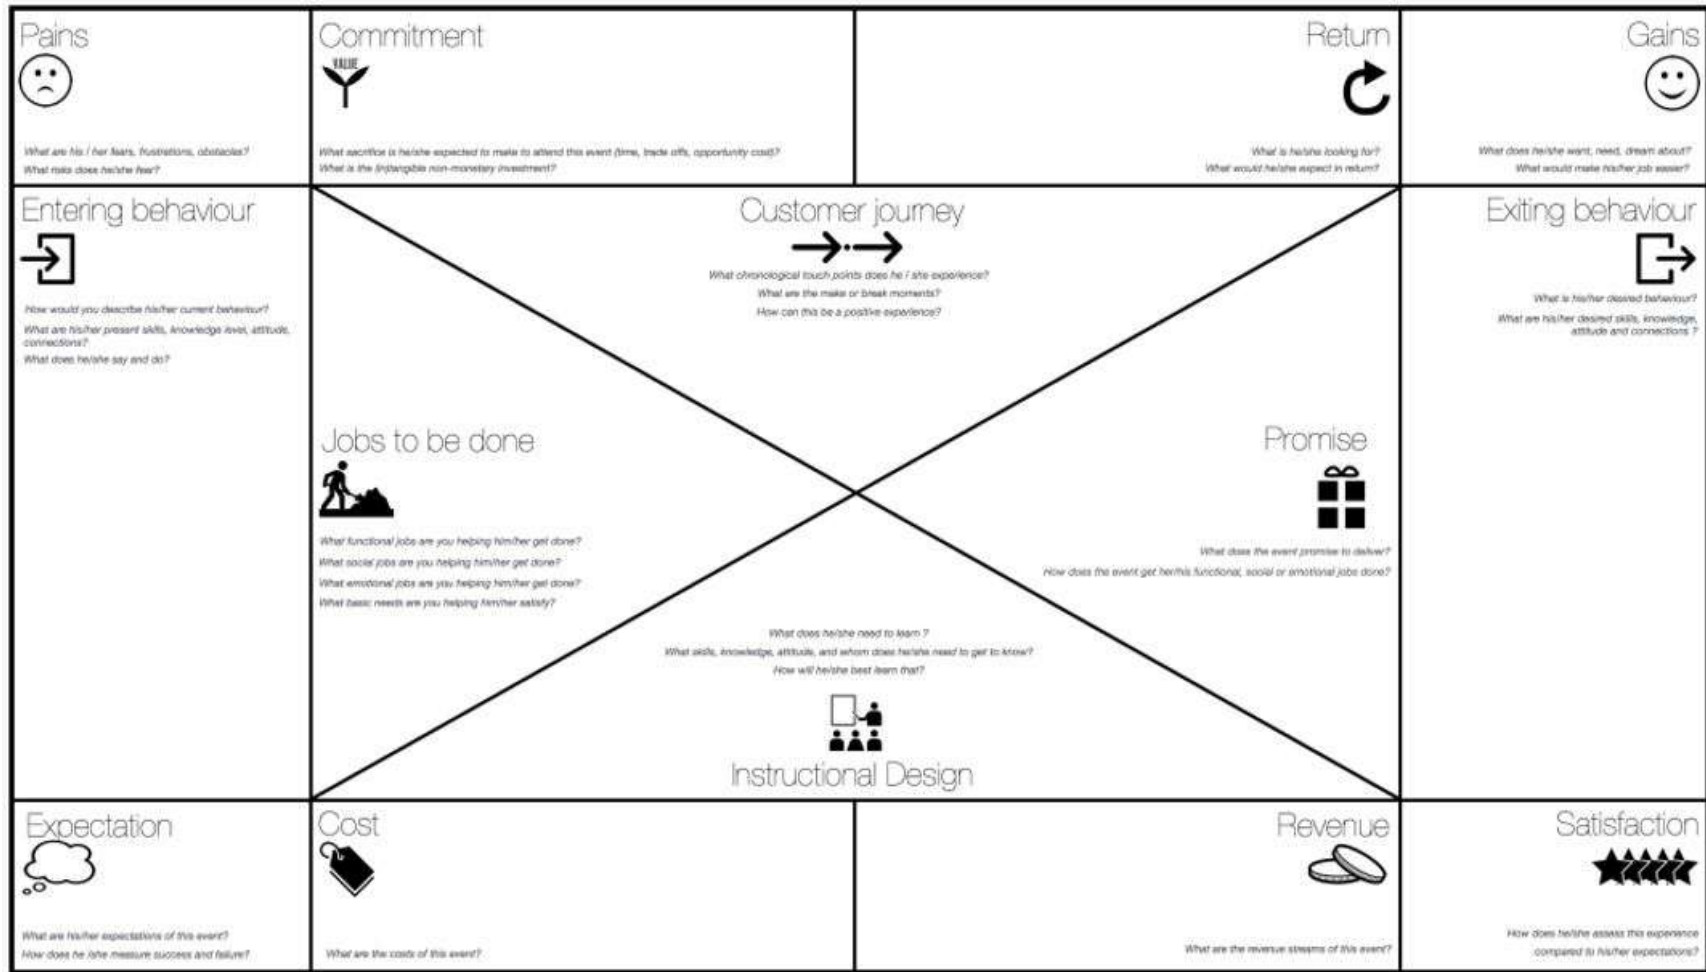 Pains
What are his / her fears, frustrations, obstacles?
What risks does he/she fear?
Commitment
VALUE
What sacrifice is he/she expected to make to attend this event (time, trade offs, opportunity cost)?
What is the (in)tangible non-monetary investment?
Return
What is he/she looking for?
What would he/she expect in return?
Gains
What does he/she want, need, dream about?
What would make his/her job easier?
Entering behaviour
How would you describe his/her current behaviour?
What are his/her present skills, knowledge level, attitude,
connections?
What does he/she say and do?
Customer journey
What chronological touch points does he / she experience?
What are the make or break moments?
How can this be a positive experience?
Exiting behaviour
What is his/her desired behaviour?
What are his/her desired skills, knowledge,
attitude and connections ?
Jobs to be done
What functional jobs are you helping him/her get done?
What social jobs are you helping him/her get done?
What emotional jobs are you helping him/her get done?
What basic needs are you helping him/her satisfy?
Promise
What does the event promise to deliver?
How does the event get her/his functional, social or emotional jobs done?
What does he/she need to learn ?
What skills, knowledge, attitude, and whom does he/she need to get to know?
How will he/she best learn that?
Instructional Design
Expectation
What are his/her expectations of this event?
How does he /she measure success and failure?
Cost
What are the costs of this event?
Revenue
What are the revenue streams of this event?
Satisfaction
How does he/she assess this experience
compared to his/her expectations?